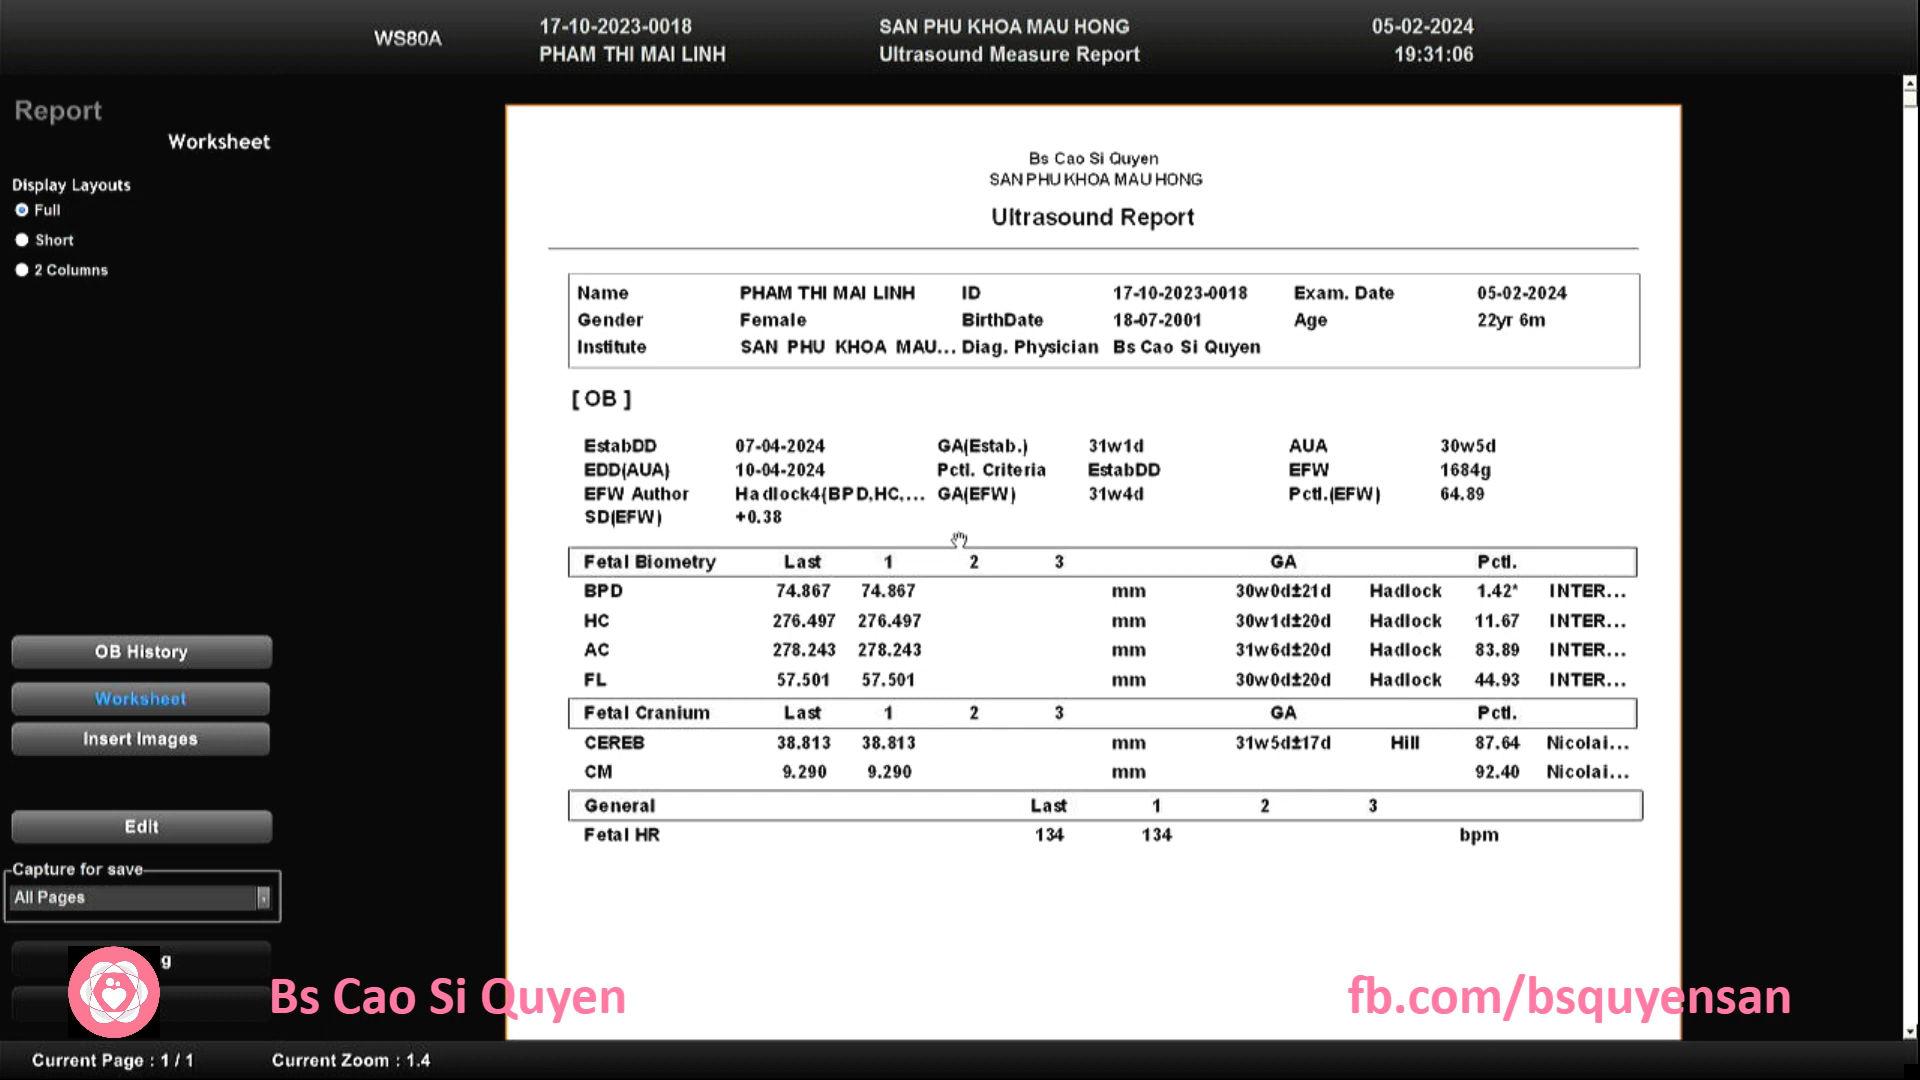 WS80A
17-10-2023-0018
PHAM THI MAI LINH
SAN PHU KHOA MAU HONG
Ultrasound Measure Report
05-02-2024
19:31:06
Report
Worksheet
Display Layouts
Full
Short
2 Columns
OB History
Worksheet
Insert Images
Edit
Capture for save
All Pages
g
Bs Cao Si Quyen
SAN PHU KHOA MAU HONG
Ultrasound Report
Name PHAM THI MAI LINH ID 17-10-2023-0018 Exam. Date 05-02-2024
Gender Female BirthDate 18-07-2001 Age 22yr 6m
Institute SAN PHU KHOA MAU... Diag. Physician Bs Cao Si Quyen
[ OB ]
EstabDD 07-04-2024 GA(Estab.) 31w1d AUA 30w5d
EDD(AUA) 10-04-2024 Pctl. Criteria EstabDD EFW 1684g
EFW Author Hadlock4(BPD,HC,... GA(EFW) 31w4d Pctl.(EFW) 64.89
SD(EFW) +0.38
Fetal Biometry Last 1 2 3 GA Pctl.
BPD 74.867 74.867 mm 30w0d±21d Hadlock 1.42* INTER...
HC 276.497 276.497 mm 30w1d±20d Hadlock 11.67 INTER...
AC 278.243 278.243 mm 31w6d±20d Hadlock 83.89 INTER...
FL 57.501 57.501 mm 30w0d±20d Hadlock 44.93 INTER...
Fetal Cranium Last 1 2 3 GA Pctl.
CEREB 38.813 38.813 mm 31w5d±17d Hill 87.64 Nicolai...
CM 9.290 9.290 mm 92.40 Nicolai...
General Last 1 2 3
Fetal HR 134 134 bpm
Bs Cao Si Quyen
fb.com/bsquyensan
Current Page : 1 / 1
Current Zoom : 1.4